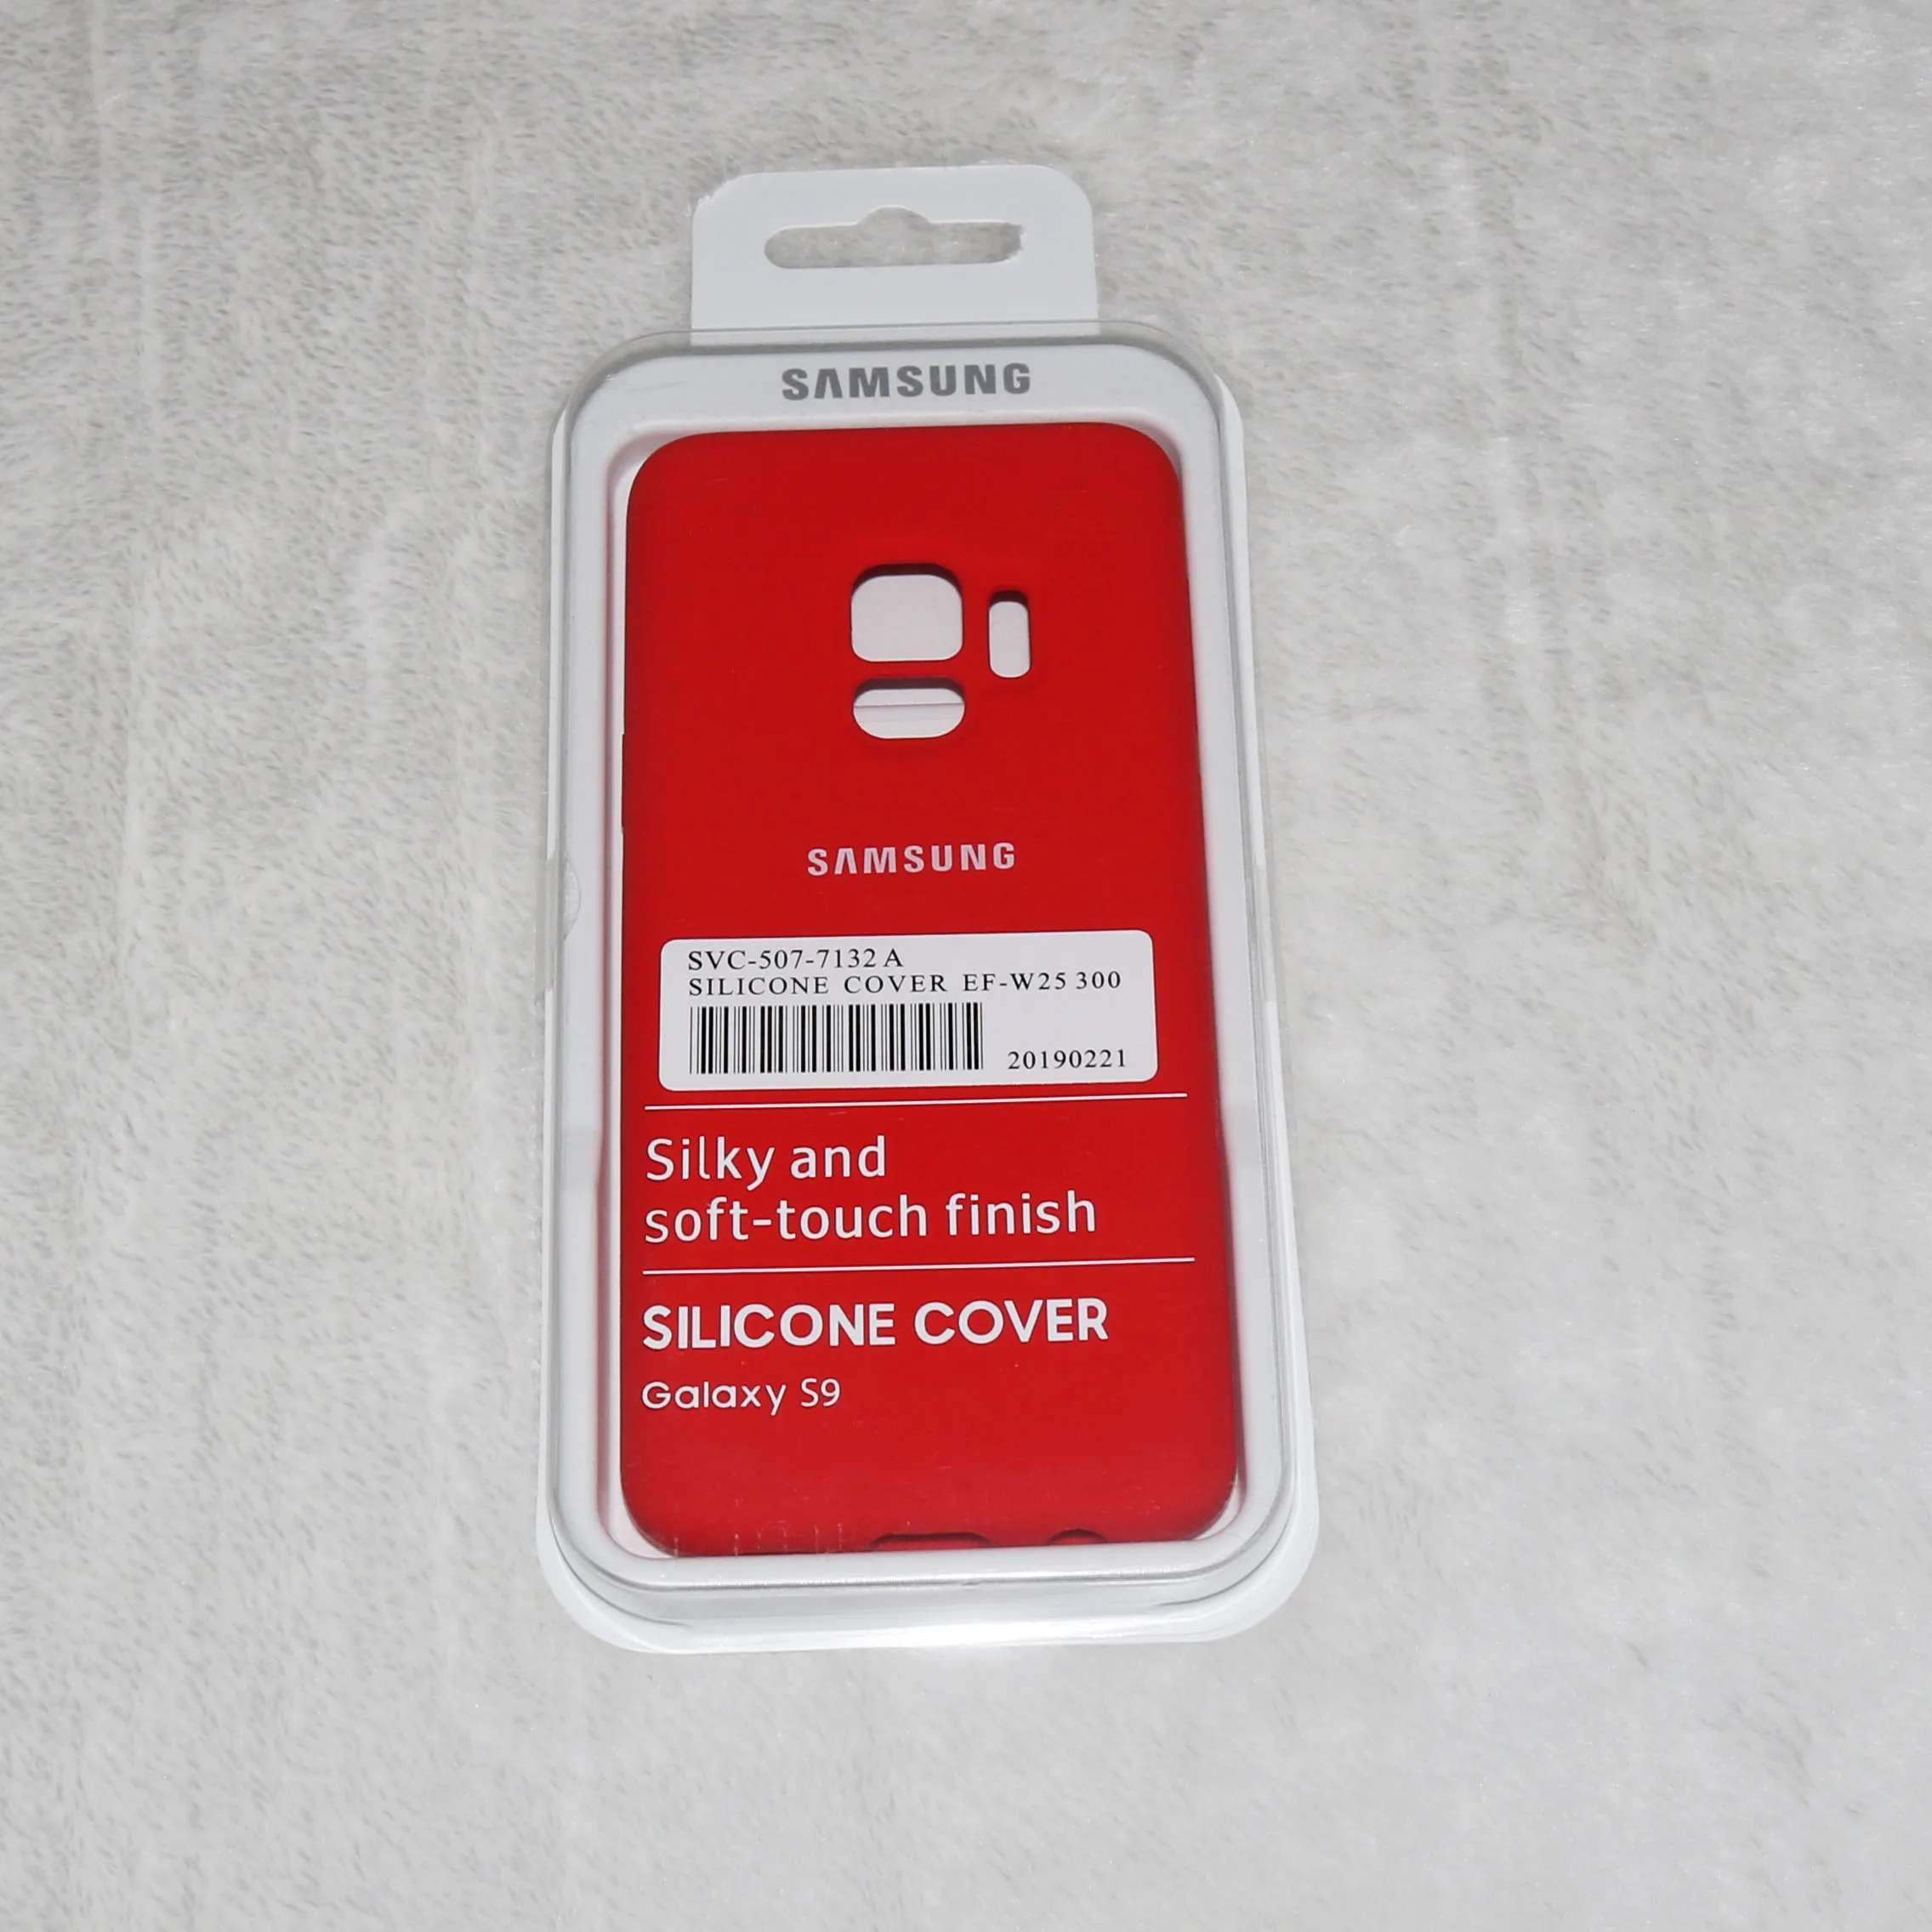 SAMSUNG
SAMSUNG
SVC-507-7132 A
SILICONE COVER EF-W25 300
20190221
Silky and
soft-touch finish
SILICONE COVER
Galaxy S9